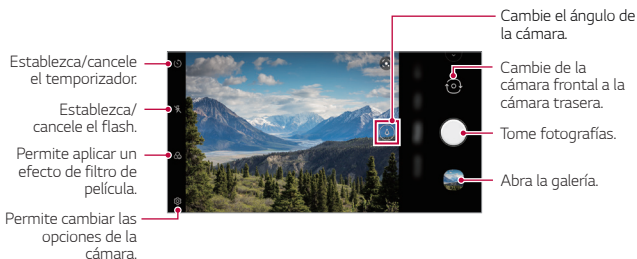 Establezca/cancele
el temporizador.
Establezca/
cancele el flash.
Permite aplicar un
efecto de filtro de
película.
Permite cambiar las
opciones de la
cámara.
Cambie el ángulo de
la cámara.
Cambie de la
cámara frontal a la
cámara trasera.
Tome fotografías.
Abra la galería.